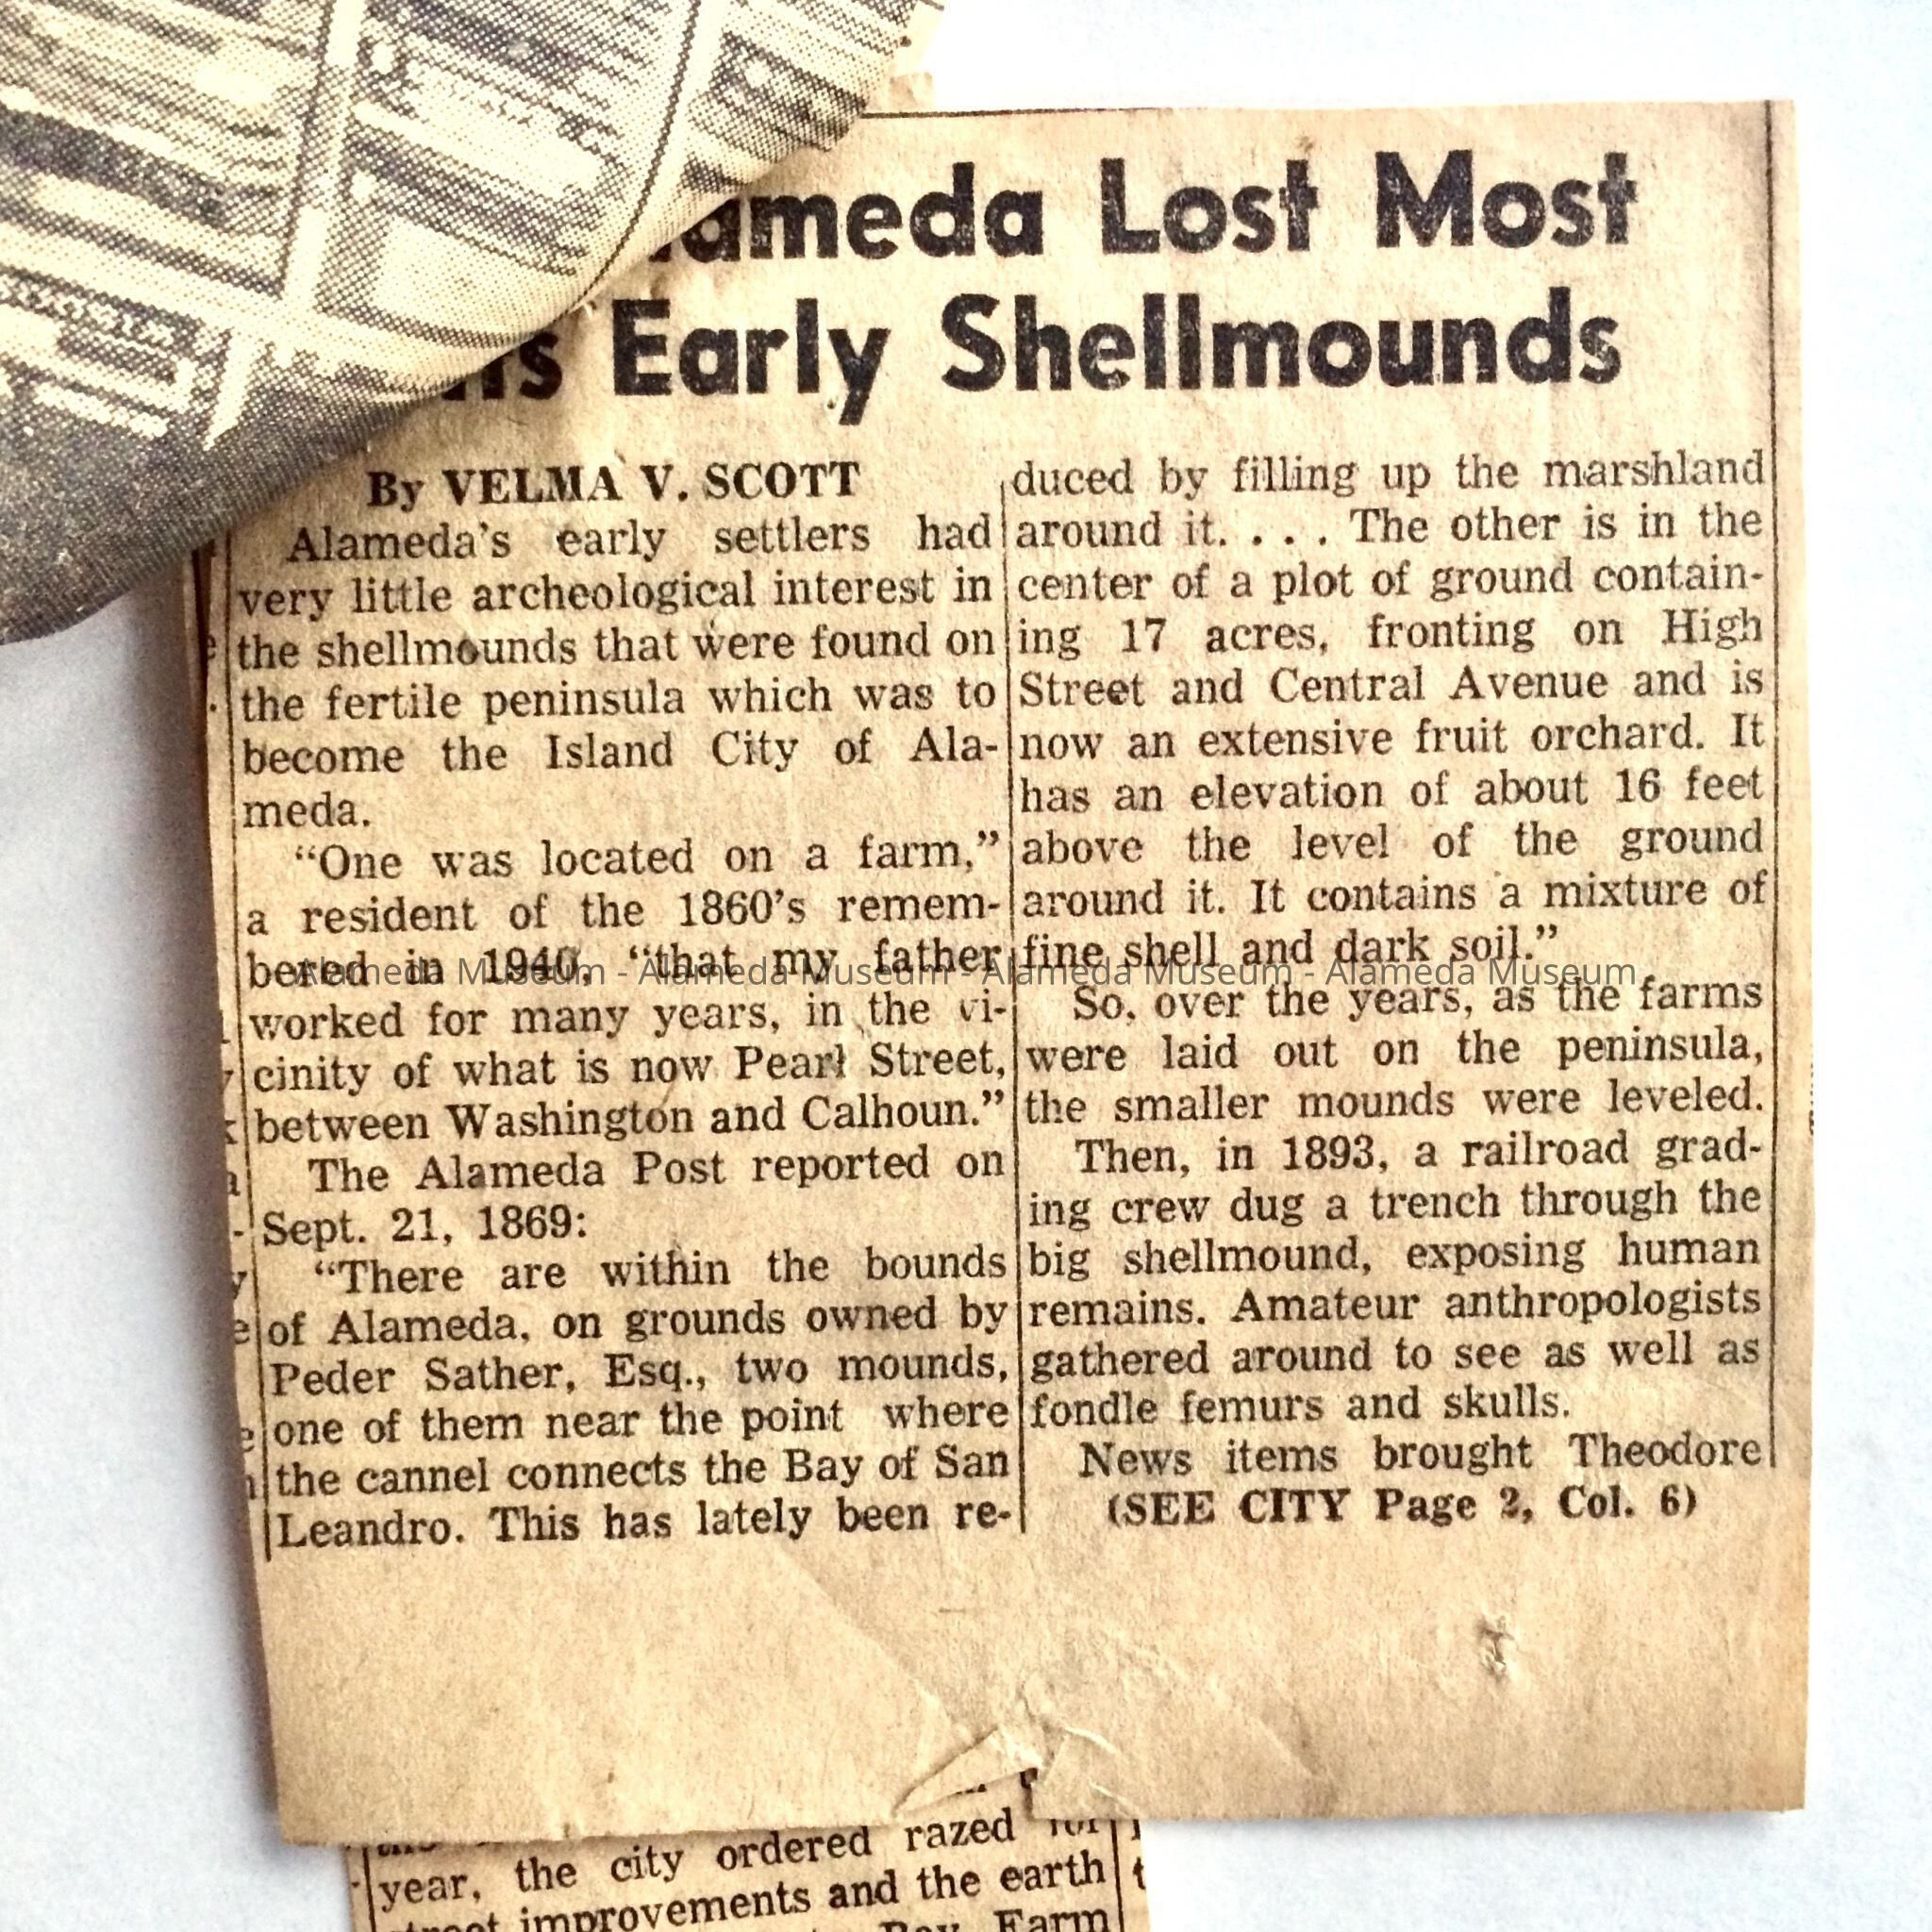 ameda Lost Most
Its Early Shellmounds
By VELMA V. SCOTT
Alameda's early settlers had
very little archeological interest in
the shellmounds that were found on
the fertile peninsula which was to
become the Island City of Ala-
meda.
“One was located on a farm,”
a resident of the 1860's remem-
bered in 1940, “that my father
worked for many years, in the vi-
cinity of what is now Pearl Street,
between Washington and Calhoun.”
The Alameda Post reported on
Sept. 21, 1869:
“There are within the bounds
of Alameda, on grounds owned by
Peder Sather, Esq., two mounds,
one of them near the point where
the cannel connects the Bay of San
Leandro. This has lately been re-
duced by filling up the marshland
around it. . . . The other is in the
center of a plot of ground contain-
ing 17 acres, fronting on High
Street and Central Avenue and is
now an extensive fruit orchard. It
has an elevation of about 16 feet
above the level of the ground
around it. It contains a mixture of
fine shell and dark soil.”
So, over the years, as the farms
were laid out on the peninsula,
the smaller mounds were leveled.
Then, in 1893, a railroad grad-
ing crew dug a trench through the
big shellmound, exposing human
remains. Amateur anthropologists
gathered around to see as well as
fondle femurs and skulls.
News items brought Theodore
(SEE CITY Page 2, Col. 6)
Alameda Museum - Alameda Museum - Alameda Museum - Alameda Museum
year, the city ordered razed for
street improvements and the earth
Bay Farm